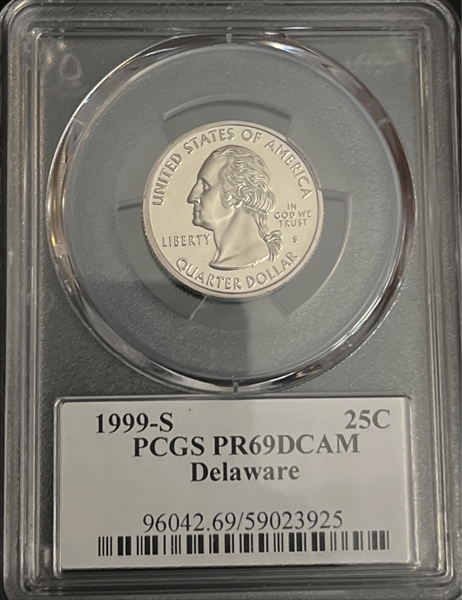 UNITED STATES OF AMERICA
IN
GOD WE
TRUST
LIBERTY
S
QUARTER DOLLAR
1999-S 25C
PCGS PR69DCAM
Delaware
96042.69/59023925